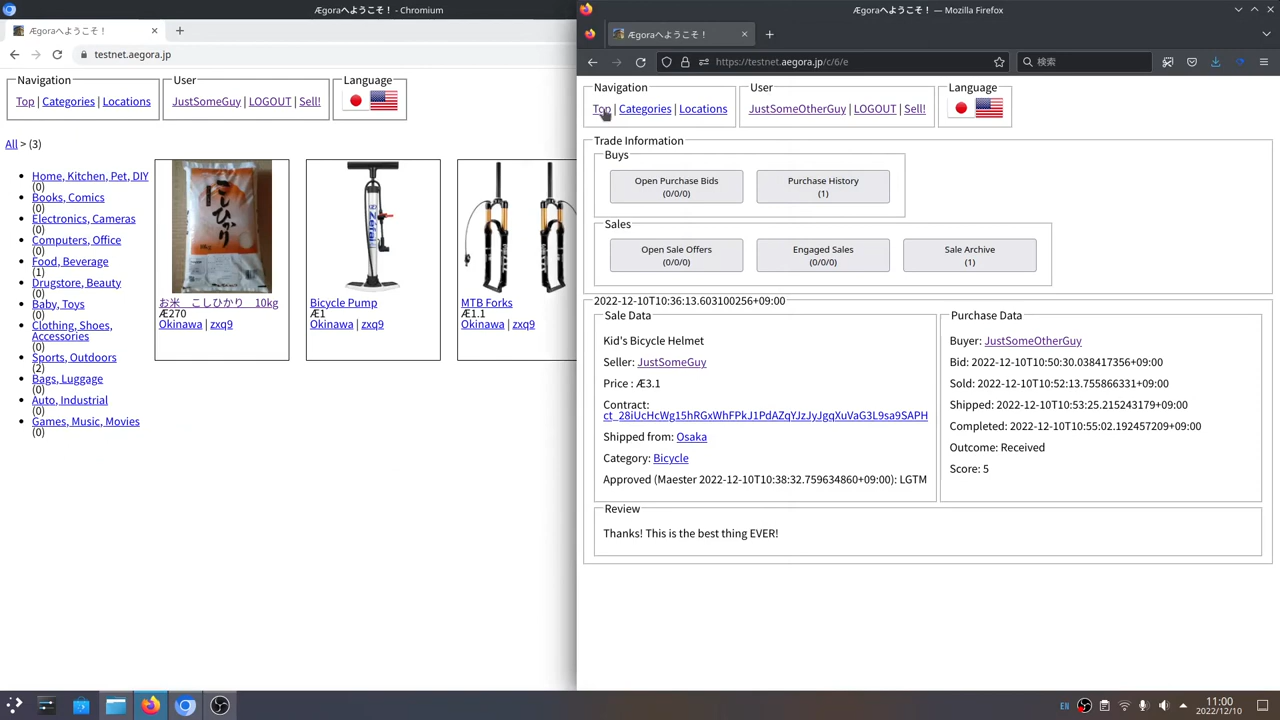 Ægoraへようこそ！ - Chromium
Ægoraへようこそ！
testnet.aegora.jp
Navigation
Top | Categories | Locations
User
JustSomeGuy | LOGOUT | Sell!
Language
All > (3)
Home, Kitchen, Pet, DIY
(0)
Books, Comics
(0)
Electronics, Cameras
(0)
Computers, Office
(0)
Food, Beverage
(1)
Drugstore, Beauty
(0)
Baby, Toys
(0)
Clothing, Shoes,
Accessories
(0)
Sports, Outdoors
(2)
Bags, Luggage
(0)
Auto, Industrial
(0)
Games, Music, Movies
(0)
こしひかり
お米　こしひかり　10kg
Æ270
Okinawa | zxq9
Zefal
Bicycle Pump
Æ1
Okinawa | zxq9
MTB Forks
Æ1.1
Okinawa | zxq9
Ægoraへようこそ！ — Mozilla Firefox
Ægoraへようこそ！
https://testnet.aegora.jp/c/6/e
検索
Navigation
Top | Categories | Locations
User
JustSomeOtherGuy | LOGOUT | Sell!
Language
Trade Information
Buys
Open Purchase Bids
(0/0/0)
Purchase History
(1)
Sales
Open Sale Offers
(0/0/0)
Engaged Sales
(0/0/0)
Sale Archive
(1)
2022-12-10T10:36:13.603100256+09:00
Sale Data
Kid's Bicycle Helmet
Seller: JustSomeGuy
Price : Æ3.1
Contract:
ct_28iUcHcWg15hRGxWhFPkJ1PdAZqYJzJyJgqXuVaG3L9sa9SAPH
Shipped from: Osaka
Category: Bicycle
Approved (Maester 2022-12-10T10:38:32.759634860+09:00): LGTM
Purchase Data
Buyer: JustSomeOtherGuy
Bid: 2022-12-10T10:50:30.038417356+09:00
Sold: 2022-12-10T10:52:13.755866331+09:00
Shipped: 2022-12-10T10:53:25.215243179+09:00
Completed: 2022-12-10T10:55:02.192457209+09:00
Outcome: Received
Score: 5
Review
Thanks! This is the best thing EVER!
EN
11:00
2022/12/10